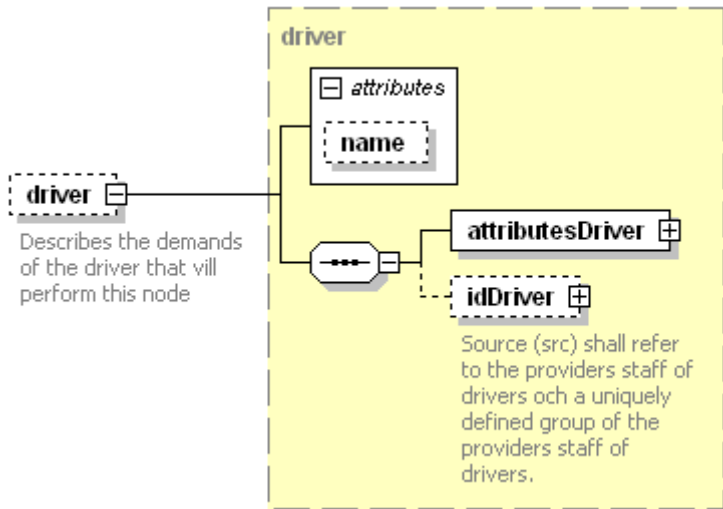 driver
attributes
name
driver
Describes the demands
of the driver that vill
perform this node
attributesDriver
idDriver
Source (src) shall refer
to the providers staff of
drivers och a uniquely
defined group of the
providers staff of
drivers.